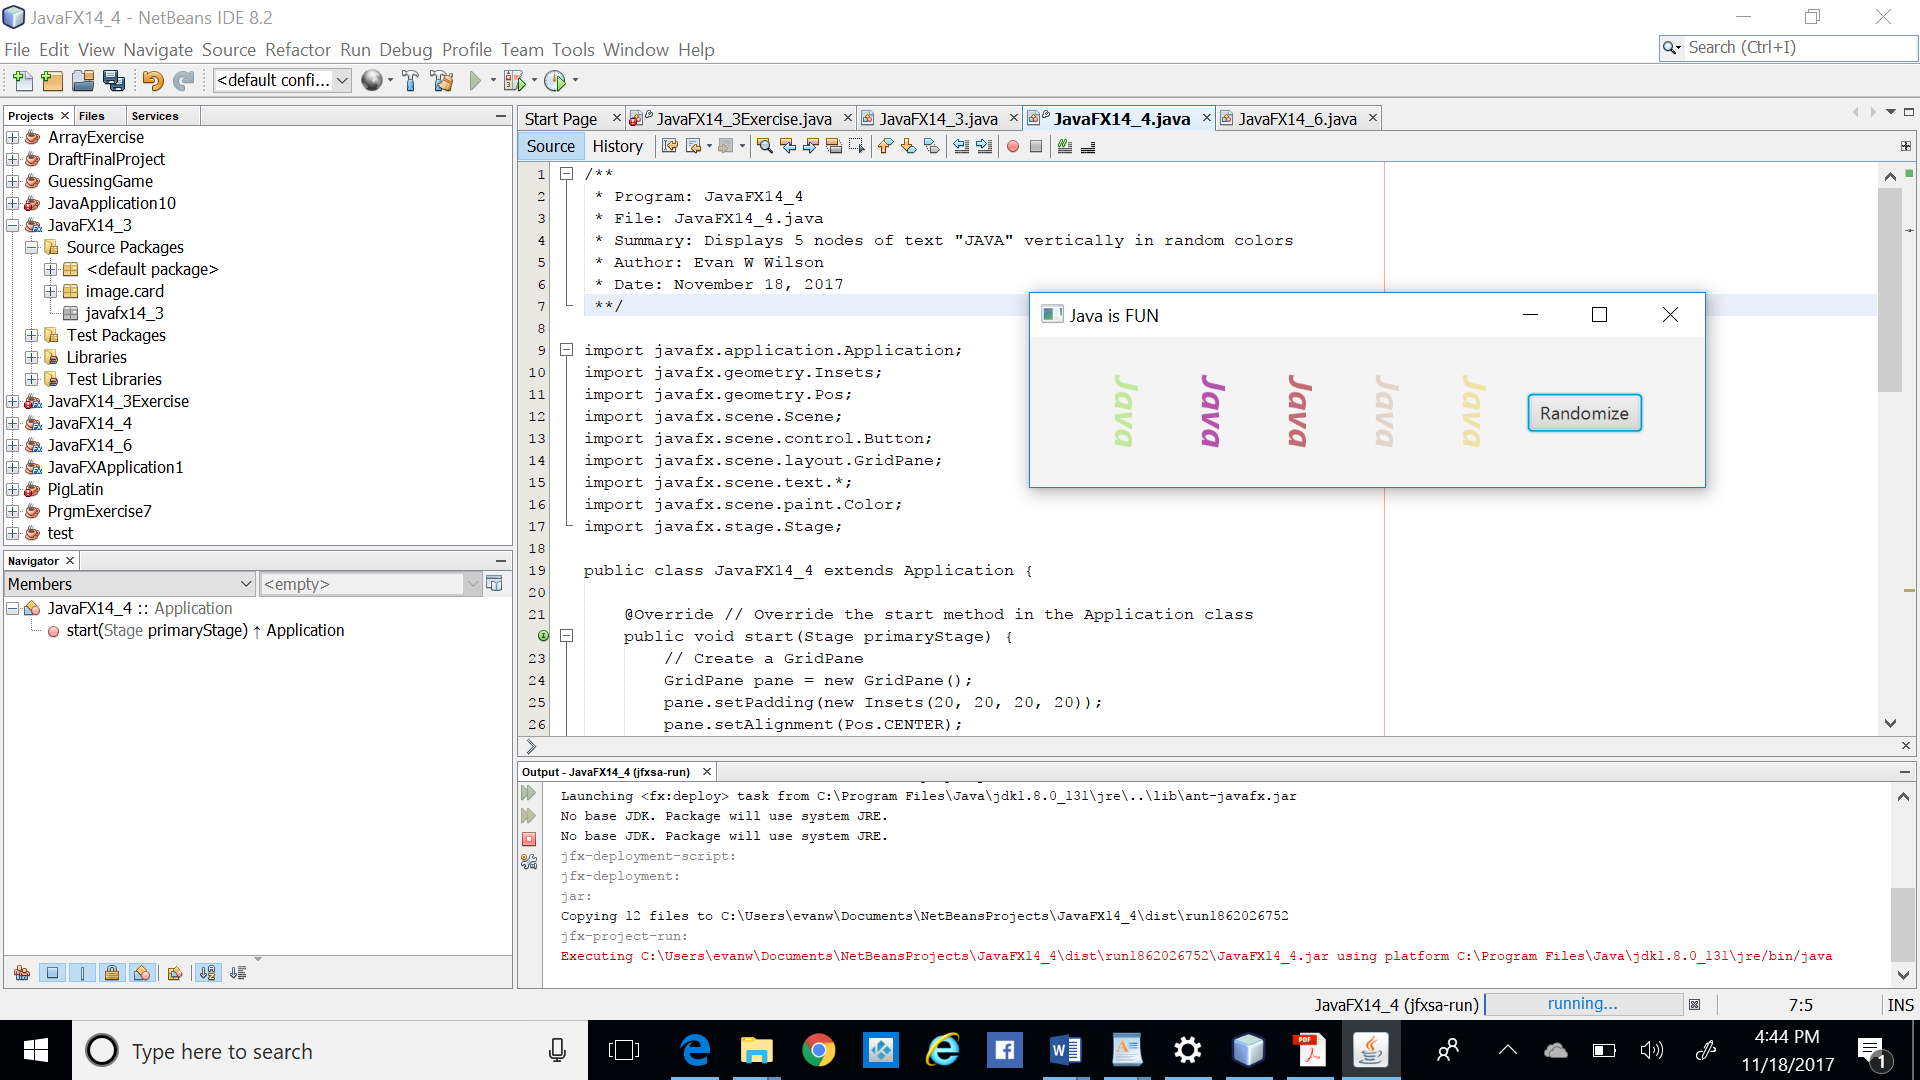 JavaFX14_4 - NetBeans IDE 8.2
File Edit View Navigate Source Refactor Run Debug Profile Team Tools Window Help
Search (Ctrl+I)
<default confi...
Projects Files Services
ArrayExercise
DraftFinalProject
GuessingGame
JavaApplication10
JavaFX14_3
Source Packages
<default package>
image.card
javafx14_3
Test Packages
Libraries
Test Libraries
JavaFX14_3Exercise
JavaFX14_4
JavaFX14_6
JavaFXApplication1
PigLatin
PrgmExercise7
test
Navigator
Members <empty>
JavaFX14_4 :: Application
start(Stage primaryStage) ↑ Application
Start Page JavaFX14_3Exercise.java JavaFX14_3.java JavaFX14_4.java JavaFX14_6.java
Source History
1 /**
2 * Program: JavaFX14_4
3 * File: JavaFX14_4.java
4 * Summary: Displays 5 nodes of text "JAVA" vertically in random colors
5 * Author: Evan W Wilson
6 * Date: November 18, 2017
7 **/
8
9 import javafx.application.Application;
10 import javafx.geometry.Insets;
11 import javafx.geometry.Pos;
12 import javafx.scene.Scene;
13 import javafx.scene.control.Button;
14 import javafx.scene.layout.GridPane;
15 import javafx.scene.text.*;
16 import javafx.scene.paint.Color;
17 import javafx.stage.Stage;
18
19 public class JavaFX14_4 extends Application {
20
21 @Override // Override the start method in the Application class
public void start(Stage primaryStage) {
23 // Create a GridPane
24 GridPane pane = new GridPane();
25 pane.setPadding(new Insets(20, 20, 20, 20));
26 pane.setAlignment(Pos.CENTER);
Java is FUN
Java Java Java Java Java Randomize
Output - JavaFX14_4 (jfxsa-run)
Launching <fx:deploy> task from C:\Program Files\Java\jdk1.8.0_131\jre\..\lib\ant-javafx.jar
No base JDK. Package will use system JRE.
No base JDK. Package will use system JRE.
jfx-deployment-script:
jfx-deployment:
jar:
Copying 12 files to C:\Users\evanw\Documents\NetBeansProjects\JavaFX14_4\dist\run1862026752
jfx-project-run:
Executing C:\Users\evanw\Documents\NetBeansProjects\JavaFX14_4\dist\run1862026752\JavaFX14_4.jar using platform C:\Program Files\Java\jdk1.8.0_131\jre/bin/java
JavaFX14_4 (jfxsa-run) running... 7:5 INS
Type here to search
4:44 PM
11/18/2017
1